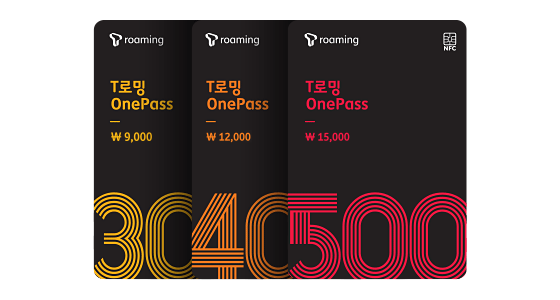 roaming
T로밍
OnePass
₩ 9,000
30
roaming
T로밍
OnePass
₩ 12,000
40
roaming
NFC
T로밍
OnePass
₩ 15,000
500